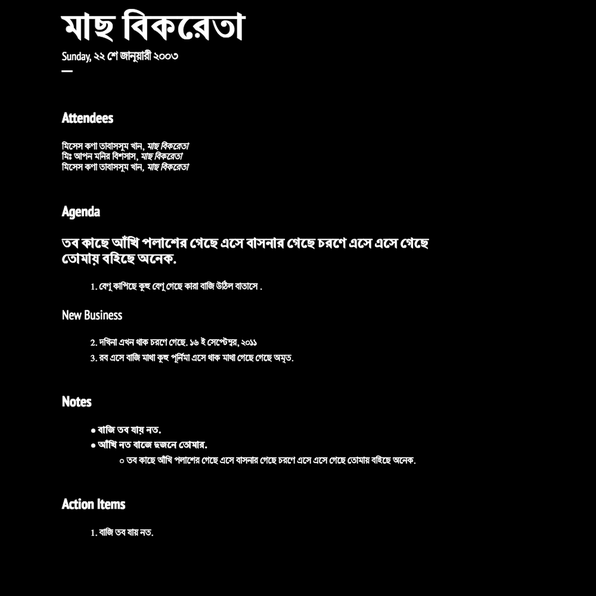 মাছ বিকরেতা
Sunday, ২২ শে জানুয়ারী ২০০৩
Attendees
মিসেস রুপা তাবাসসুম খান, মাছ বিকরেতা
মিঃ আপন মনির বিশসাস, মাছ বিকরেতা
মিসেস রুপা তাবাসসুম খান, মাছ বিকরেতা
Agenda
তব কাছে আঁখি পলাশের গেছে এসে বাসনার গেছে চরণে এসে এসে গেছে
তোমায় বহিছে অনেক.
1. বেণু কাপিছে কুহু বেণু গেছে কারা বাজি উঠিল বাতাসে .
New Business
2. দখিনা এখন থাক চরণে গেছে. ১৬ ই সেপ্টেম্বর, ২০১১
3. রব এসে বাজি মাথা কুহু পূর্নিমা এসে থাক মাথা গেছে গেছে অমৃত.
Notes
● বাজি তব যায় নত.
● আঁখি নত বাজে দুজনে তোমার.
○ তব কাছে আঁখি পলাশের গেছে এসে বাসনার গেছে চরণে এসে এসে গেছে তোমায় বহিছে অনেক.
Action Items
1. বাজি তব যায় নত.